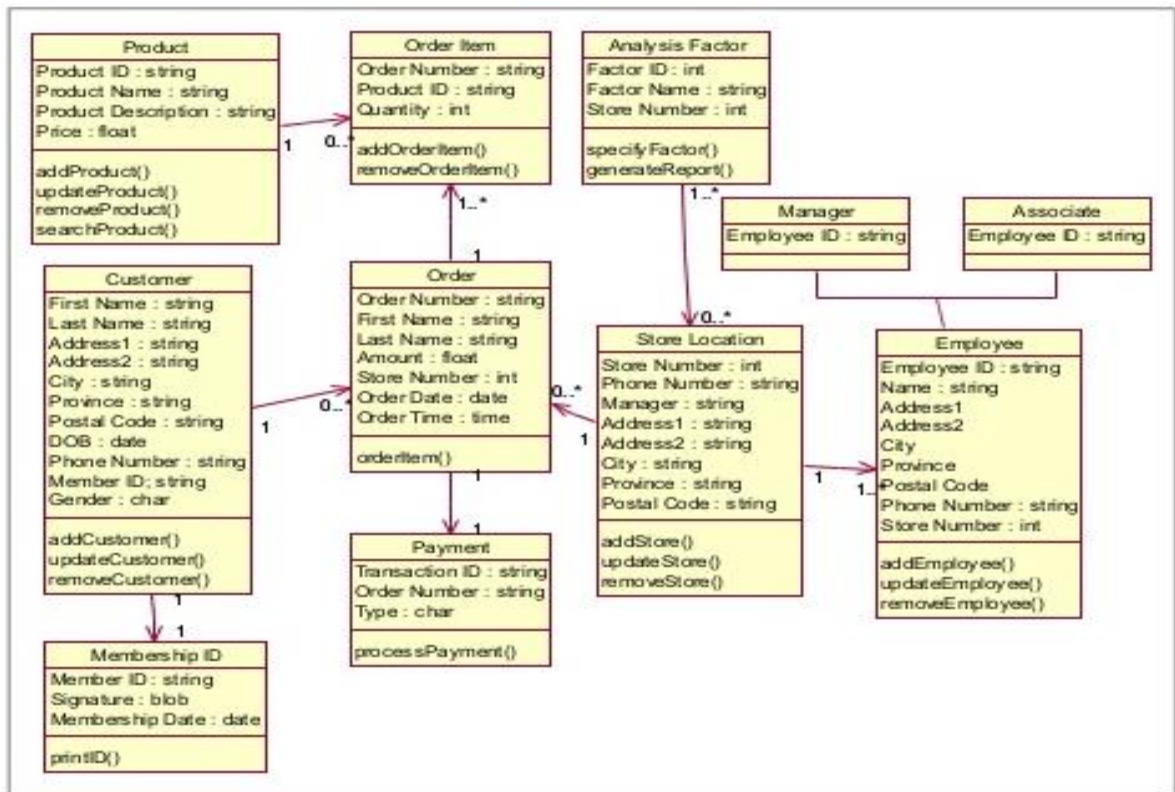 Product
Product ID : string
Product Name : string
Product Description : string
Price : float
addProduct()
updateProduct()
removeProduct()
searchProduct()
1
0..*
Order Item
Order Number : string
Product ID : string
Quantity : int
addOrderItem()
removeOrderItem()
1..*
1
Analysis Factor
Factor ID : int
Factor Name : string
Store Number : int
specifyFactor()
generateReport()
1..*
0..*
Manager
Employee ID : string
Associate
Employee ID : string
Customer
First Name : string
Last Name : string
Address1 : string
Address2 : string
City : string
Province : string
Postal Code : string
DOB : date
Phone Number : string
Member ID; string
Gender : char
addCustomer()
updateCustomer()
removeCustomer()
1
0..*
1
1
Order
Order Number : string
First Name : string
Last Name : string
Amount : float
Store Number : int
Order Date : date
Order Time : time
orderItem()
0..*
1
1
1
Store Location
Store Number : int
Phone Number : string
Manager : string
Address1 : string
Address2 : string
City : string
Province : string
Postal Code : string
addStore()
updateStore()
removeStore()
1
1..*
Employee
Employee ID : string
Name : string
Address1
Address2
City
Province
Postal Code
Phone Number : string
Store Number : int
addEmployee()
updateEmployee()
removeEmployee()
Membership ID
Member ID : string
Signature : blob
Membership Date : date
printID()
Payment
Transaction ID : string
Order Number : string
Type : char
processPayment()